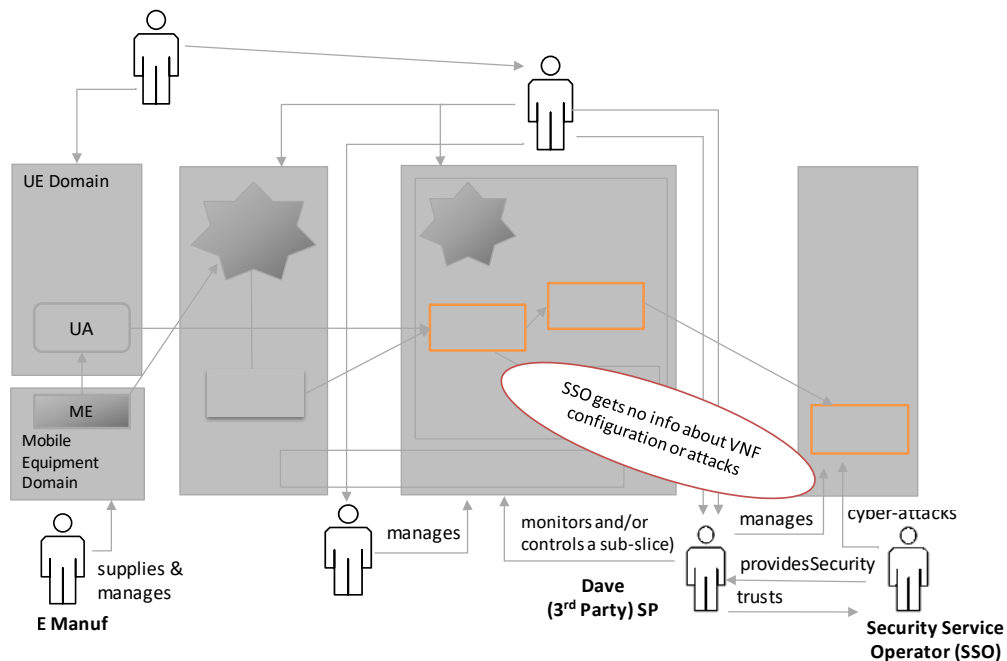 UE Domain
UA
ME
Mobile
Equipment
Domain
SSO gets no info about VNF
configuration or attacks
supplies &
manages
E Manuf
manages
monitors and/or
controls a sub-slice)
Dave
(3rd Party) SP
manages
cyber-attacks
providesSecurity
trusts
Security Service
Operator (SSO)